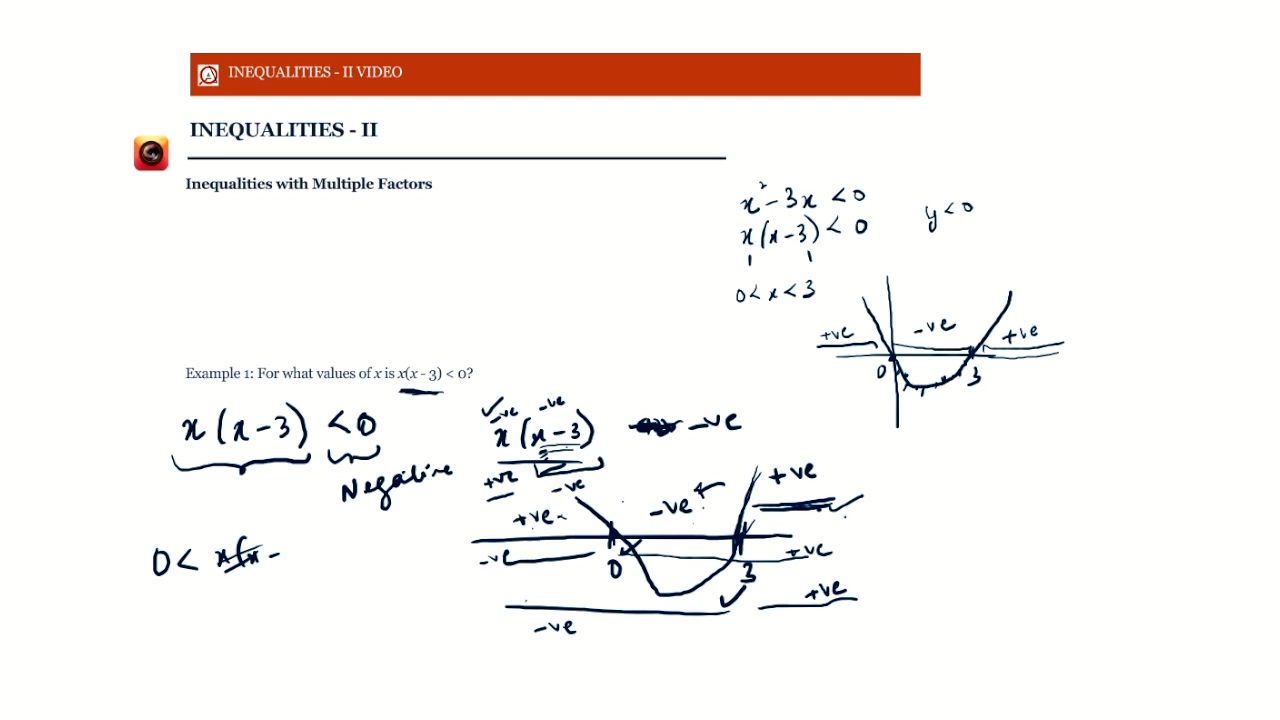 INEQUALITIES - II VIDEO
INEQUALITIES - II
Inequalities with Multiple Factors
x² - 3x < 0
y < 0
x(x-3) < 0
0 < x < 3
+ve
-ve
+ve
0
3
Example 1: For what values of x is x(x - 3) < 0?
x(x-3) < 0
Negative
-ve -ve
x(x-3)
-ve
+ve
-ve
+ve
-ve
+ve
-ve
0
3
+ve
-ve
+ve
0 <